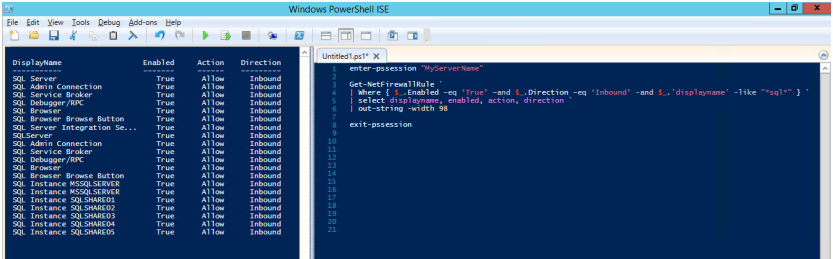 Windows PowerShell ISE
File Edit View Tools Debug Add-ons Help
DisplayName Enabled Action Direction
----------- ------- ------ ---------
SQL Server True Allow Inbound
SQL Admin Connection True Allow Inbound
SQL Service Broker True Allow Inbound
SQL Debugger/RPC True Allow Inbound
SQL Browser True Allow Inbound
SQL Browser Browse Button True Allow Inbound
SQL Server Integration Se... True Allow Inbound
SQLServer True Allow Inbound
SQL Admin Connection True Allow Inbound
SQL Service Broker True Allow Inbound
SQL Debugger/RPC True Allow Inbound
SQL Browser True Allow Inbound
SQL Browser Browse Button True Allow Inbound
SQL Instance MSSQLSERVER True Allow Inbound
SQL Instance MSSQLSERVER True Allow Inbound
SQL Instance SQLSHARE01 True Allow Inbound
SQL Instance SQLSHARE02 True Allow Inbound
SQL Instance SQLSHARE03 True Allow Inbound
SQL Instance SQLSHARE04 True Allow Inbound
SQL Instance SQLSHARE05 True Allow Inbound
Untitled1.ps1* X
1 enter-pssession "MyServerName"
2
3 Get-NetFirewallRule `
4 | Where { $_.Enabled -eq 'True' -and $_.Direction -eq 'Inbound' -and $_.'displayname' -like "*sql*" } `
5 | select displayname, enabled, action, direction `
6 | out-string -width 98
7
8 exit-pssession
9
10
11
12
13
14
15
16
17
18
19
20
21